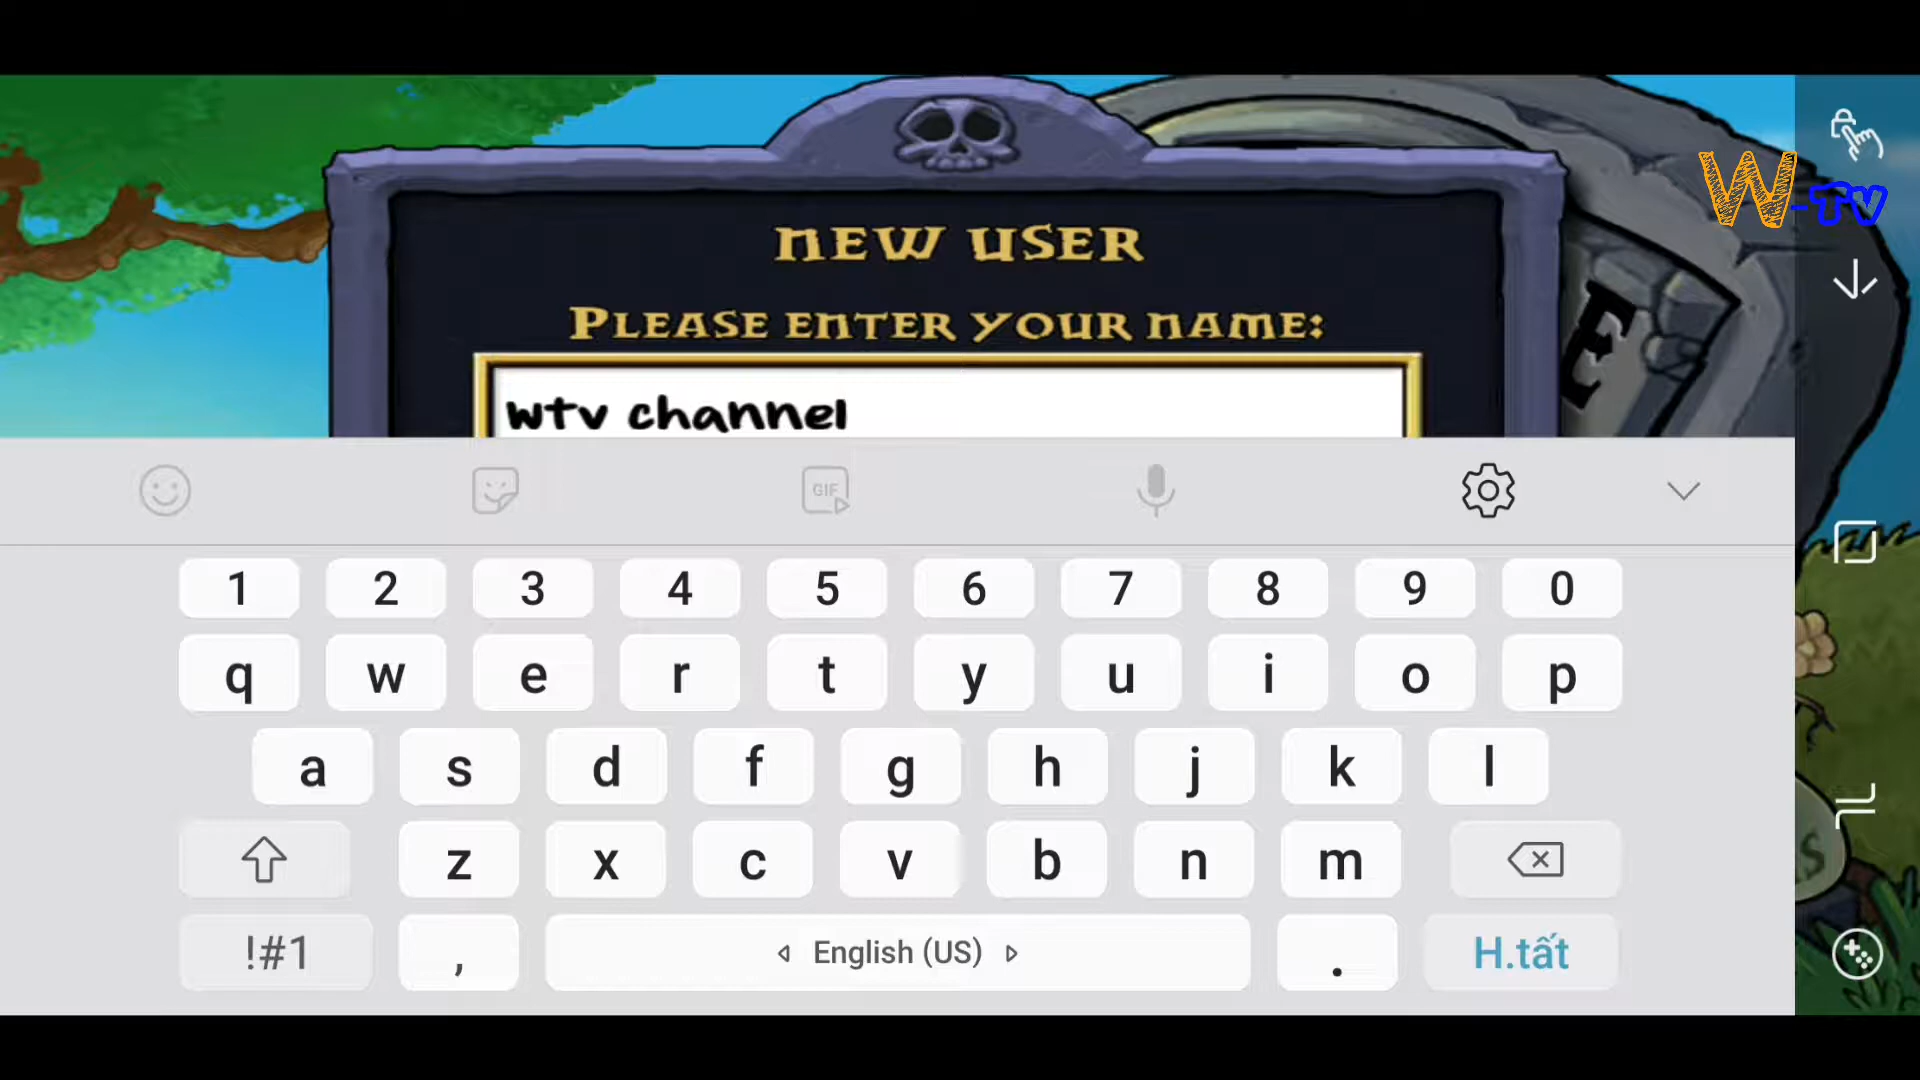 NEW USER
W-TV
PLEASE ENTER YOUR NAME:
E
wtv channel
GIF
1 2 3 4 5 6 7 8 9 0
q w e r t y u i o p
a s d f g h j k l
z x c v b n m
!#1 , English (US) . H.tất